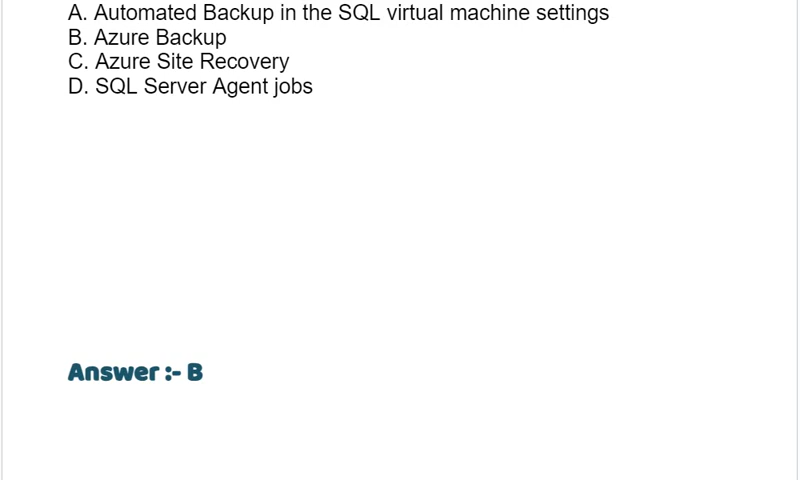 A. Automated Backup in the SQL virtual machine settings
B. Azure Backup
C. Azure Site Recovery
D. SQL Server Agent jobs
Answer :- B